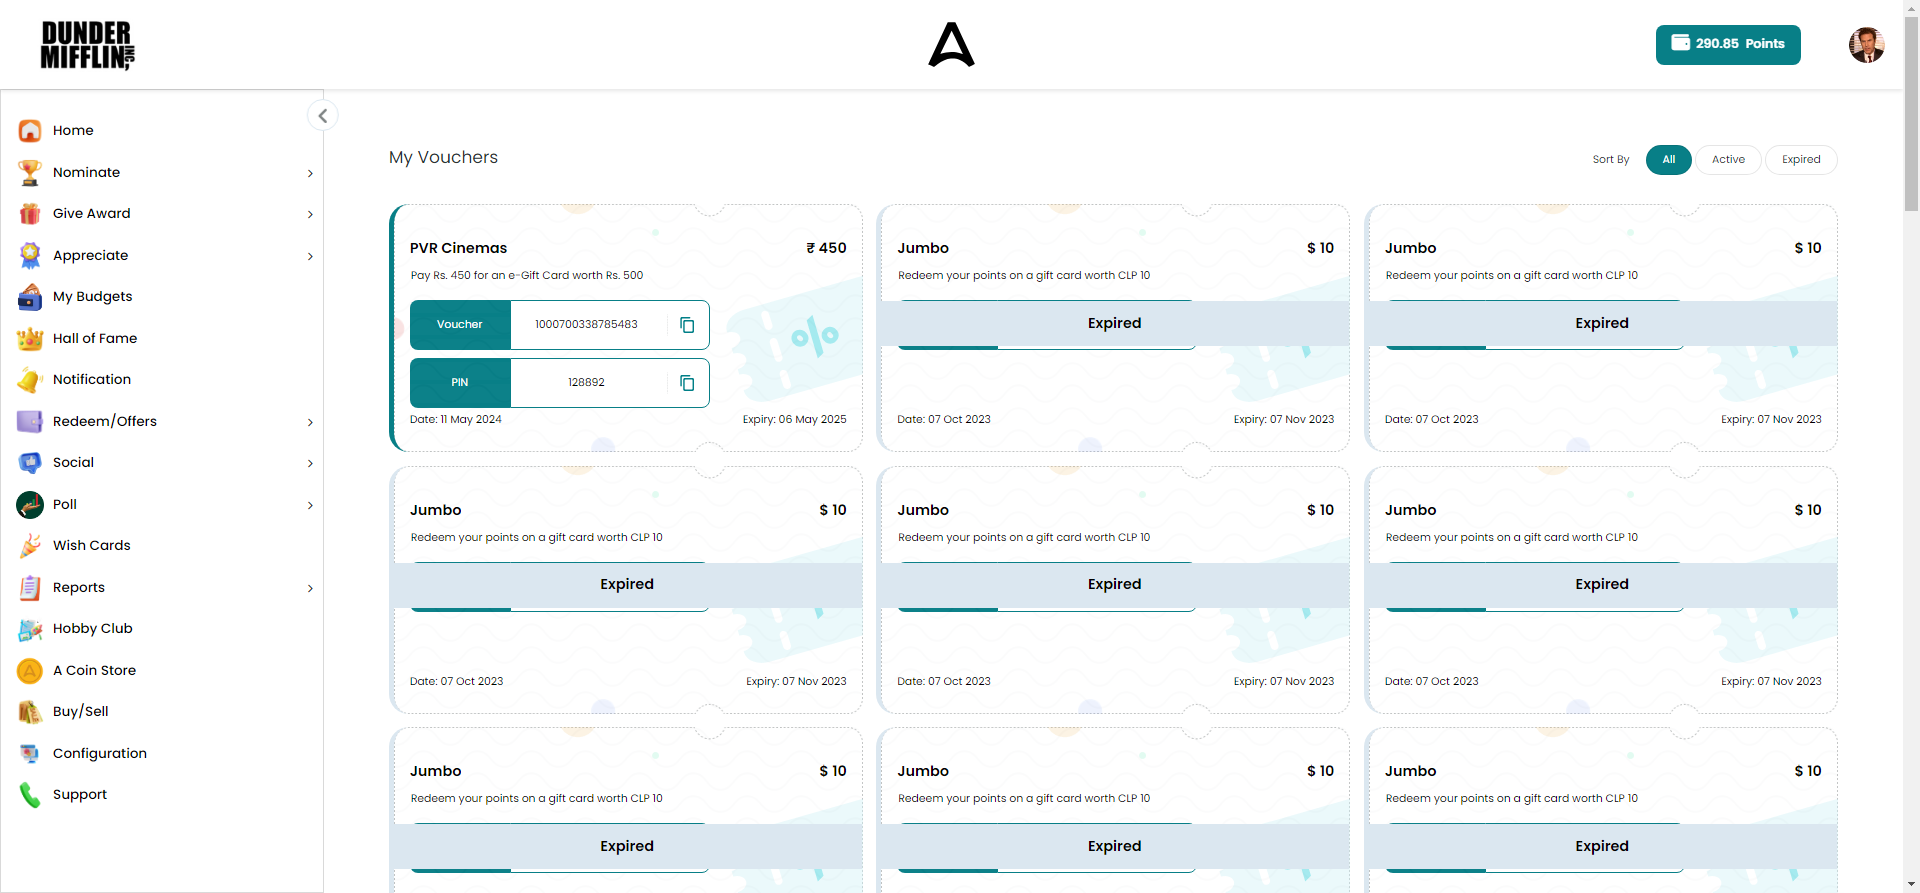 DUNDER
MIFFLIN INC,
290.85 Points
Home
Nominate
Give Award
Appreciate
My Budgets
Hall of Fame
Notification
Redeem/Offers
Social
Poll
Wish Cards
Reports
Hobby Club
A Coin Store
Buy/Sell
Configuration
Support
My Vouchers
Sort By All Active Expired
PVR Cinemas ₹ 450
Pay Rs. 450 for an e-Gift Card worth Rs. 500
Voucher 1000700338785483
PIN 128892
Date: 11 May 2024 Expiry: 06 May 2025
Jumbo $ 10
Redeem your points on a gift card worth CLP 10
Expired
Date: 07 Oct 2023 Expiry: 07 Nov 2023
Jumbo $ 10
Redeem your points on a gift card worth CLP 10
Expired
Date: 07 Oct 2023 Expiry: 07 Nov 2023
Jumbo $ 10
Redeem your points on a gift card worth CLP 10
Expired
Date: 07 Oct 2023 Expiry: 07 Nov 2023
Jumbo $ 10
Redeem your points on a gift card worth CLP 10
Expired
Date: 07 Oct 2023 Expiry: 07 Nov 2023
Jumbo $ 10
Redeem your points on a gift card worth CLP 10
Expired
Date: 07 Oct 2023 Expiry: 07 Nov 2023
Jumbo $ 10
Redeem your points on a gift card worth CLP 10
Expired
Jumbo $ 10
Redeem your points on a gift card worth CLP 10
Expired
Jumbo $ 10
Redeem your points on a gift card worth CLP 10
Expired